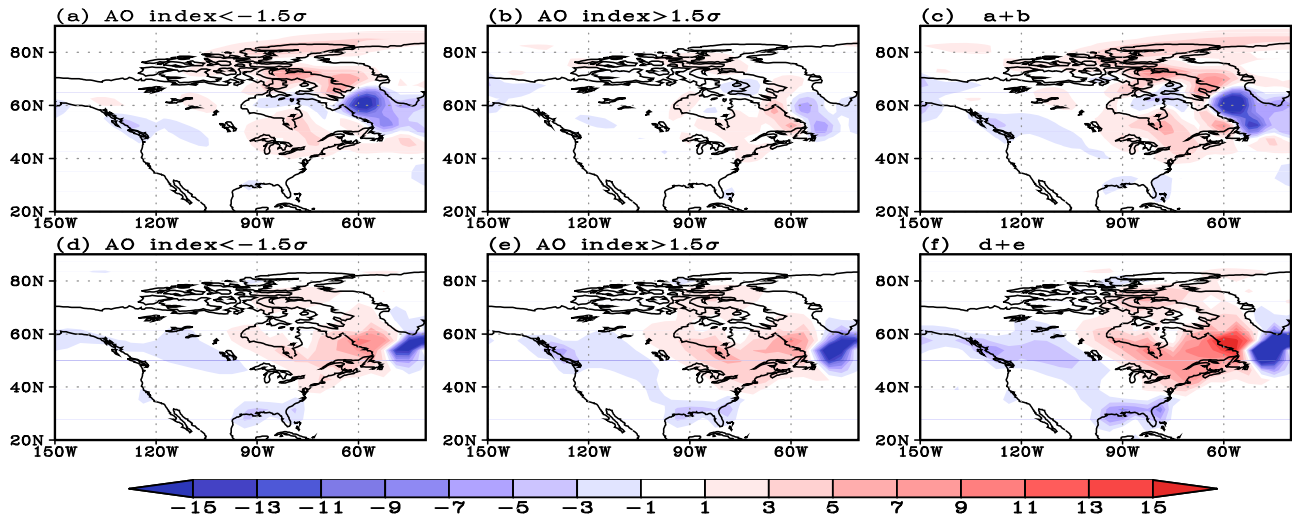 (a) AO index<−1.5σ
(b) AO index>1.5σ
(c) a+b
80N
60N
40N
20N
150W 120W 90W 60W
80N
60N
40N
20N
150W 120W 90W 60W
80N
60N
40N
20N
150W 120W 90W 60W
(d) AO index<−1.5σ
(e) AO index>1.5σ
(f) d+e
80N
60N
40N
20N
150W 120W 90W 60W
80N
60N
40N
20N
150W 120W 90W 60W
80N
60N
40N
20N
150W 120W 90W 60W
−15 −13 −11 −9 −7 −5 −3 −1 1 3 5 7 9 11 13 15